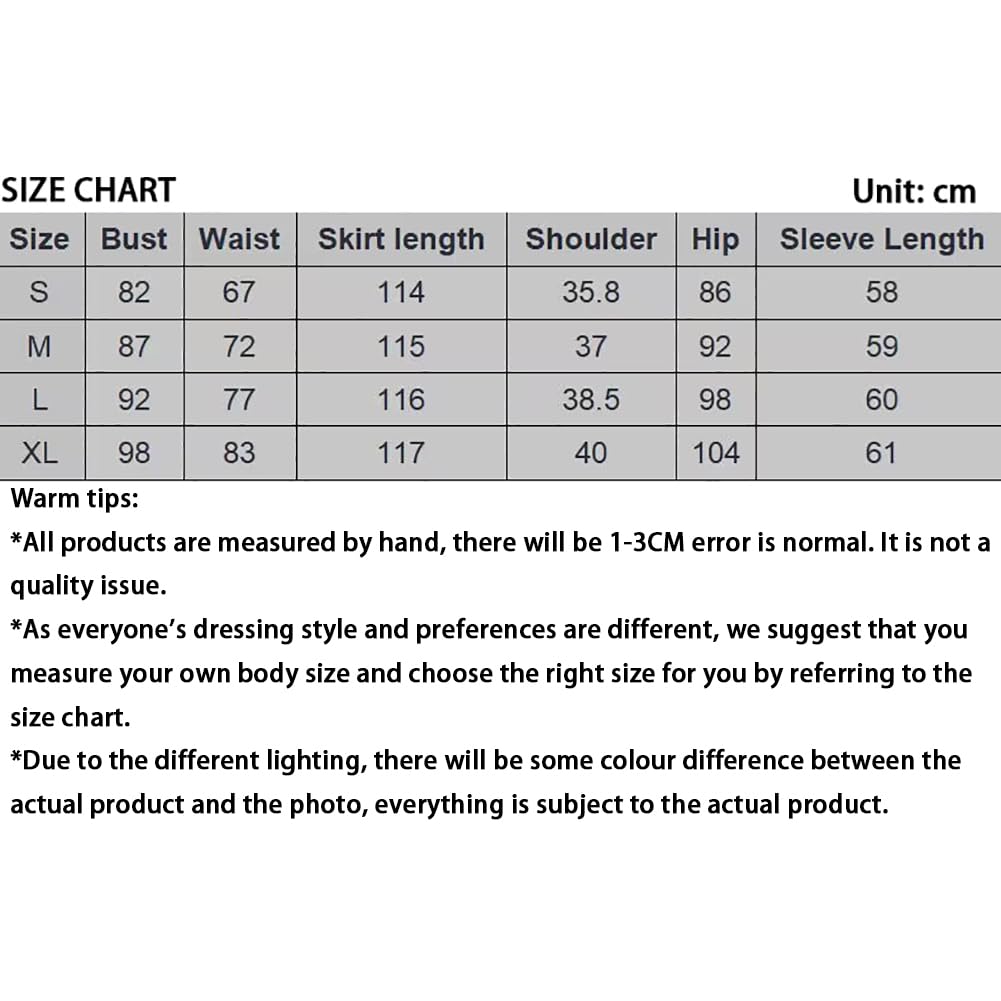 SIZE CHART Unit: cm
Size Bust Waist Skirt length Shoulder Hip Sleeve Length
S 82 67 114 35.8 86 58
M 87 72 115 37 92 59
L 92 77 116 38.5 98 60
XL 98 83 117 40 104 61
Warm tips:
*All products are measured by hand, there will be 1-3CM error is normal. It is not a
quality issue.
*As everyone’s dressing style and preferences are different, we suggest that you
measure your own body size and choose the right size for you by referring to the
size chart.
*Due to the different lighting, there will be some colour difference between the
actual product and the photo, everything is subject to the actual product.